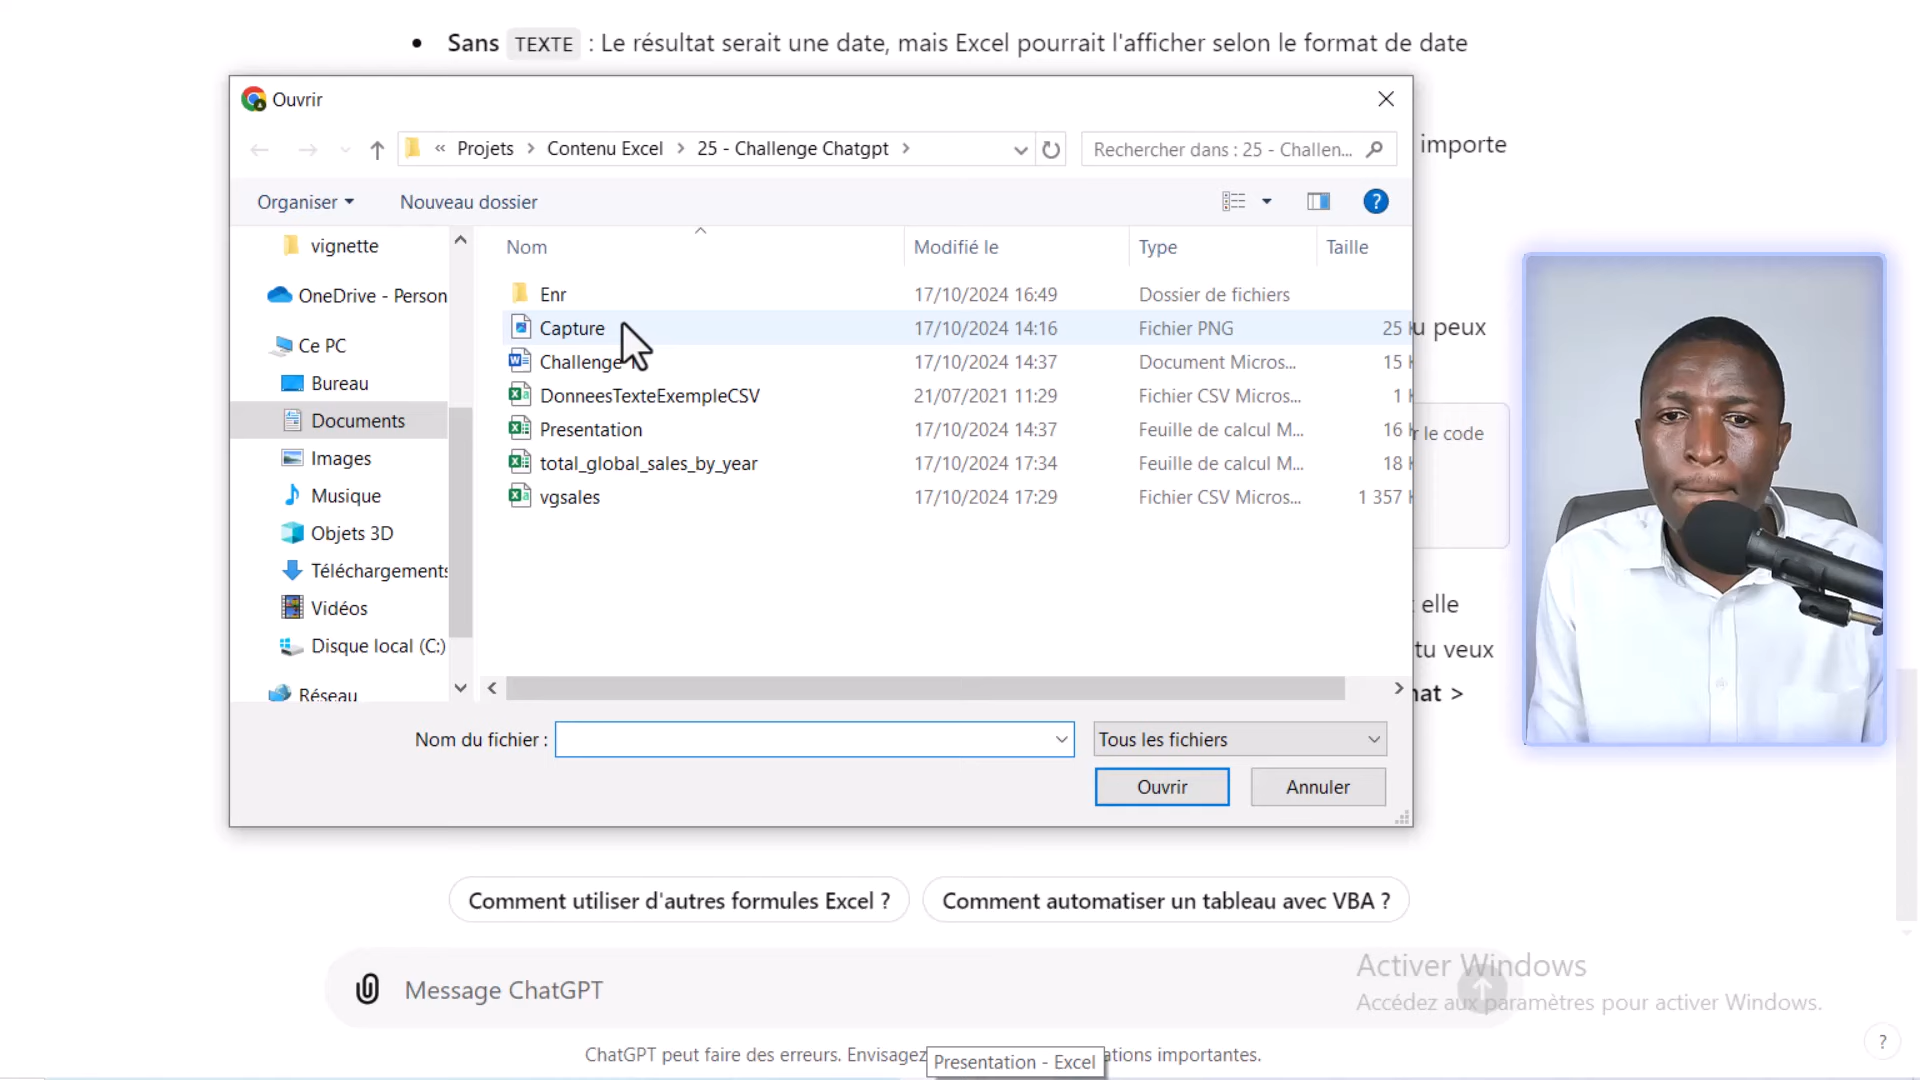 Sans TEXTE : Le résultat serait une date, mais Excel pourrait l'afficher selon le format de date
Ouvrir
« Projets > Contenu Excel > 25 - Challenge Chatgpt >
Rechercher dans : 25 - Challen...
importe
Organiser
Nouveau dossier
?
Nom
Modifié le
Type
Taille
vignette
OneDrive - Person
Ce PC
Bureau
Documents
Images
Musique
Objets 3D
Téléchargements
Vidéos
Disque local (C:)
Réseau
Enr 17/10/2024 16:49 Dossier de fichiers
Capture 17/10/2024 14:16 Fichier PNG 25
Challenge 17/10/2024 14:37 Document Micros... 15
DonneesTexteExempleCSV 21/07/2021 11:29 Fichier CSV Micros... 1
Presentation 17/10/2024 14:37 Feuille de calcul M... 16
total_global_sales_by_year 17/10/2024 17:34 Feuille de calcul M... 18
vgsales 17/10/2024 17:29 Fichier CSV Micros... 1 357
u peux
r le code
elle
tu veux
nat >
Nom du fichier :
Tous les fichiers
Ouvrir
Annuler
Comment utiliser d'autres formules Excel ?
Comment automatiser un tableau avec VBA ?
Message ChatGPT
Activer Windows
Accédez aux paramètres pour activer Windows.
ChatGPT peut faire des erreurs. Envisagez
ations importantes.
Presentation - Excel
?